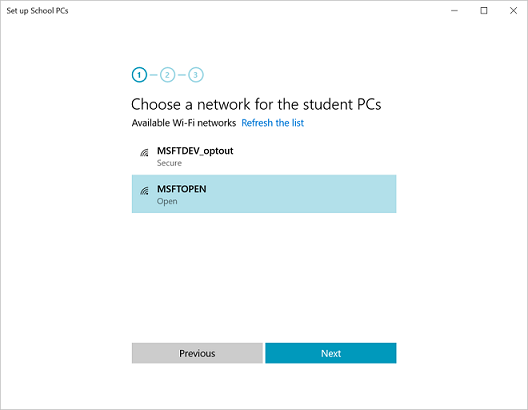 Set up School PCs
1 2 3
Choose a network for the student PCs
Available Wi-Fi networks Refresh the list
MSFTDEV_optout
Secure
MSFTOPEN
Open
Previous Next